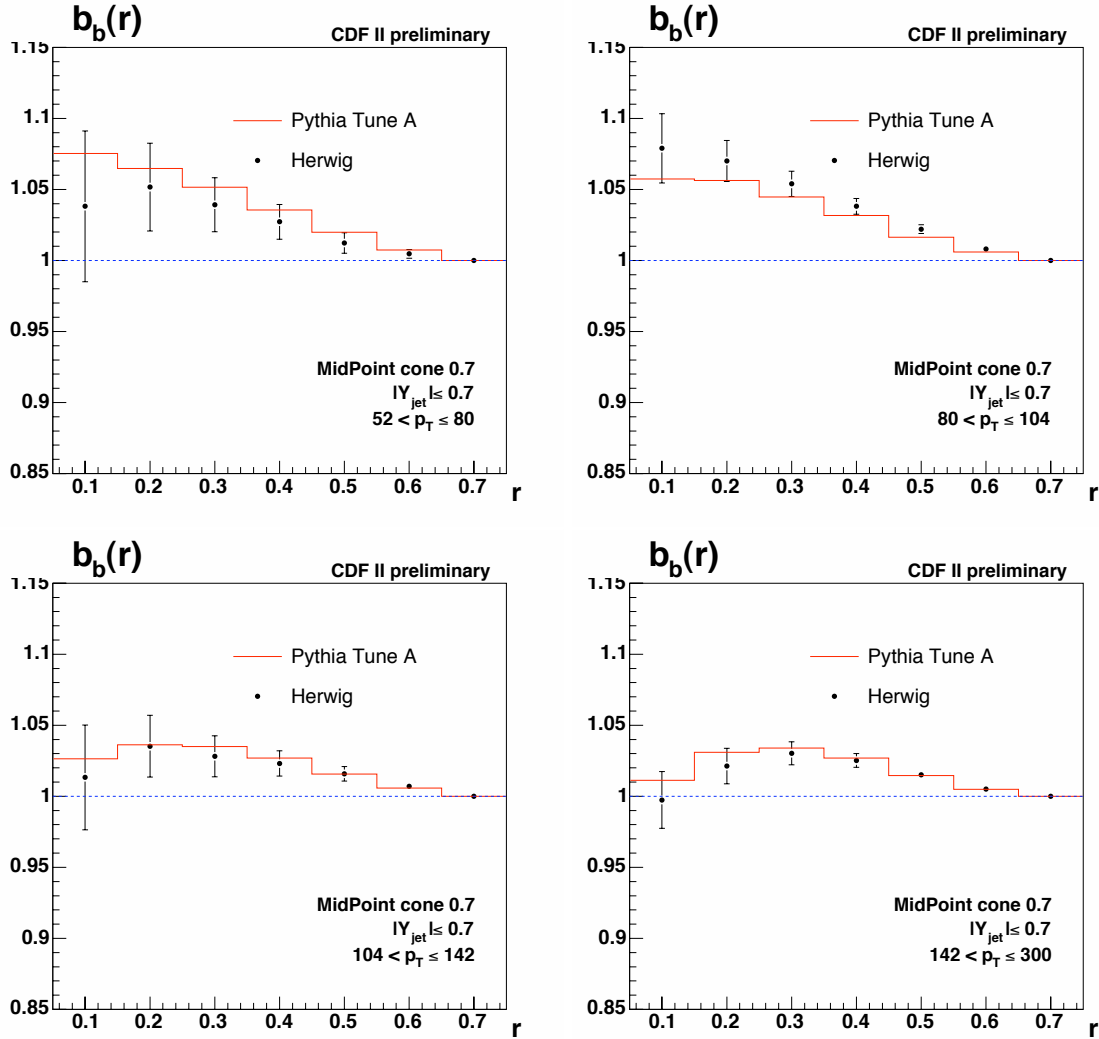 b_b(r)
CDF II preliminary
1.15
1.1
1.05
1
0.95
0.9
0.85
Pythia Tune A
Herwig
MidPoint cone 0.7
|Y_jet|≤ 0.7
52 < p_T ≤ 80
0.1 0.2 0.3 0.4 0.5 0.6 0.7
r
b_b(r)
CDF II preliminary
1.15
1.1
1.05
1
0.95
0.9
0.85
Pythia Tune A
Herwig
MidPoint cone 0.7
|Y_jet|≤ 0.7
80 < p_T ≤ 104
0.1 0.2 0.3 0.4 0.5 0.6 0.7
r
b_b(r)
CDF II preliminary
1.15
1.1
1.05
1
0.95
0.9
0.85
Pythia Tune A
Herwig
MidPoint cone 0.7
|Y_jet|≤ 0.7
104 < p_T ≤ 142
0.1 0.2 0.3 0.4 0.5 0.6 0.7
r
b_b(r)
CDF II preliminary
1.15
1.1
1.05
1
0.95
0.9
0.85
Pythia Tune A
Herwig
MidPoint cone 0.7
|Y_jet|≤ 0.7
142 < p_T ≤ 300
0.1 0.2 0.3 0.4 0.5 0.6 0.7
r